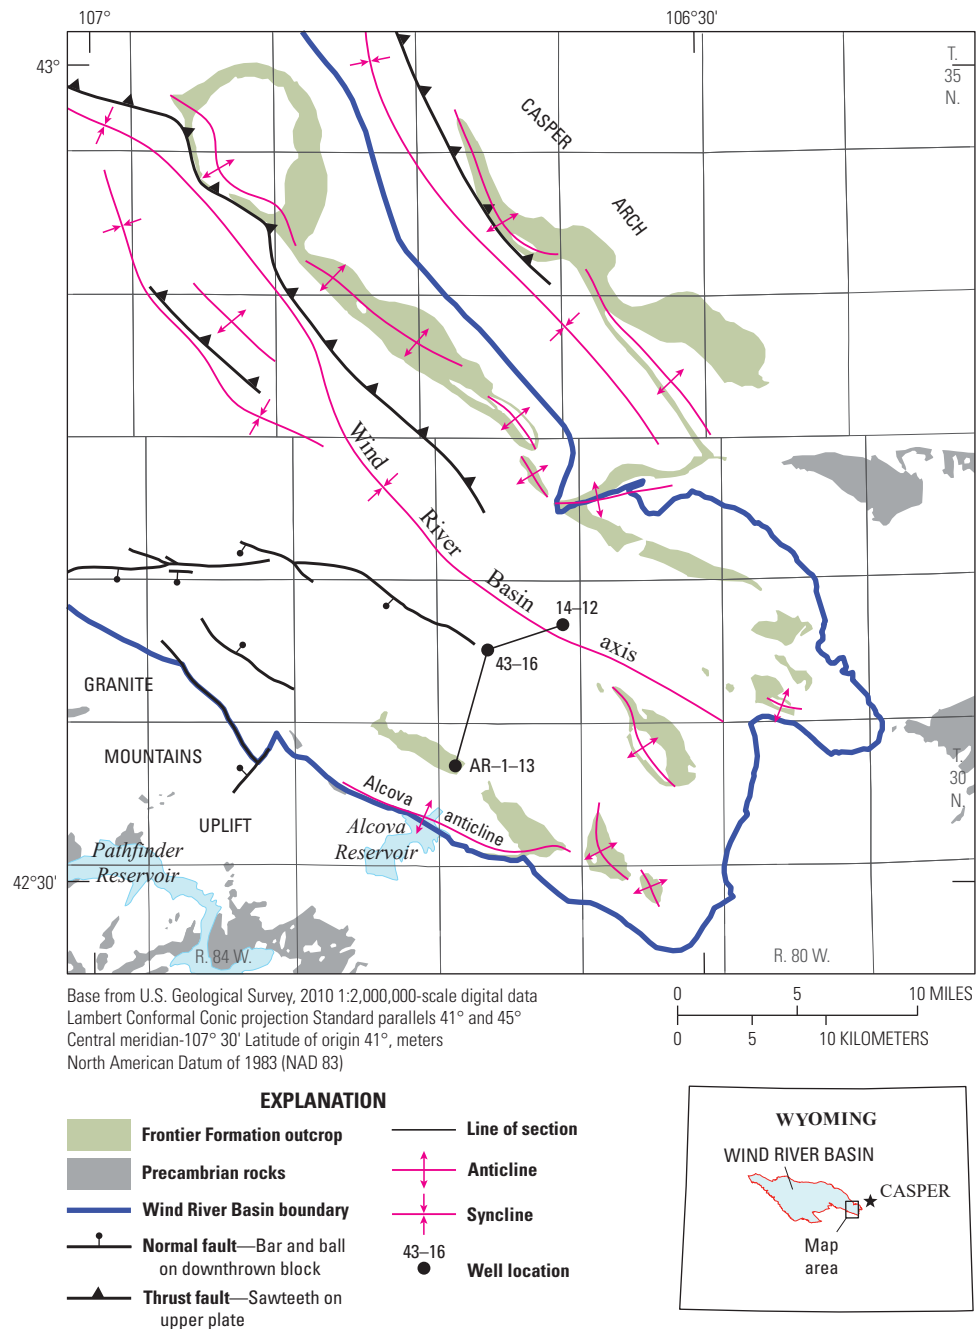 107°
106°30'
43°
T.
35
N.
CASPER
ARCH
Wind
River
Basin
axis
14–12
43–16
GRANITE
MOUNTAINS
UPLIFT
AR–1–13
Alcova
anticline
Alcova
Reservoir
Pathfinder
Reservoir
T.
30
N.
42°30'
R. 84 W.
R. 80 W.
Base from U.S. Geological Survey, 2010 1:2,000,000-scale digital data
Lambert Conformal Conic projection Standard parallels 41° and 45°
Central meridian-107° 30' Latitude of origin 41°, meters
North American Datum of 1983 (NAD 83)
0 5 10 MILES
0 5 10 KILOMETERS
EXPLANATION
Frontier Formation outcrop
Precambrian rocks
Wind River Basin boundary
Normal fault—Bar and ball
on downthrown block
Thrust fault—Sawteeth on
upper plate
Line of section
Anticline
Syncline
43–16
Well location
WYOMING
WIND RIVER BASIN
CASPER
Map
area